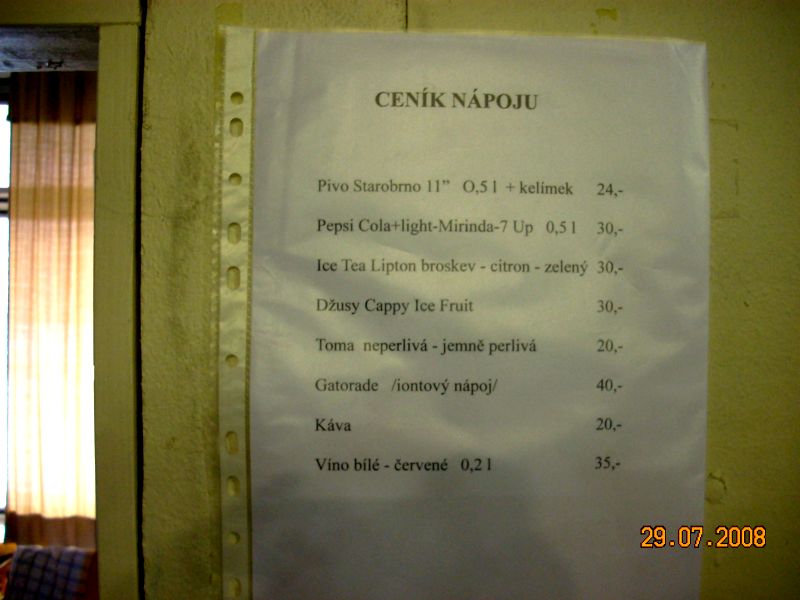 CENÍK NÁPOJU
Pivo Starobrno 11” O,5 l + kelímek 24,-
Pepsi Cola+light-Mirinda-7 Up 0,5 l 30,-
Ice Tea Lipton broskev - citron - zelený 30,-
Džusy Cappy Ice Fruit 30,-
Toma neperlivá - jemně perlivá 20,-
Gatorade /iontový nápoj/ 40,-
Káva 20,-
Víno bílé - červené 0,2 l 35,-
29.07.2008